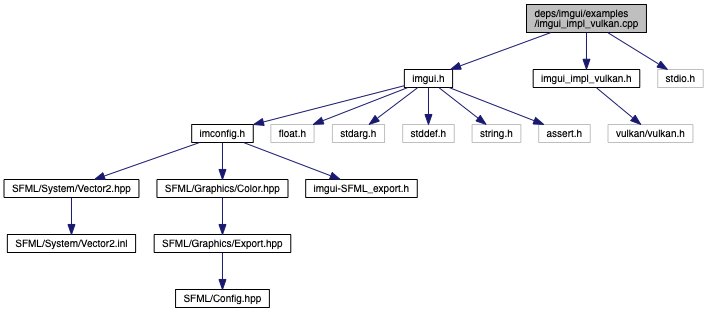 deps/imgui/examples
/imgui_impl_vulkan.cpp
imgui.h
imgui_impl_vulkan.h
stdio.h
imconfig.h
float.h
stdarg.h
stddef.h
string.h
assert.h
vulkan/vulkan.h
SFML/System/Vector2.hpp
SFML/Graphics/Color.hpp
imgui-SFML_export.h
SFML/System/Vector2.inl
SFML/Graphics/Export.hpp
SFML/Config.hpp